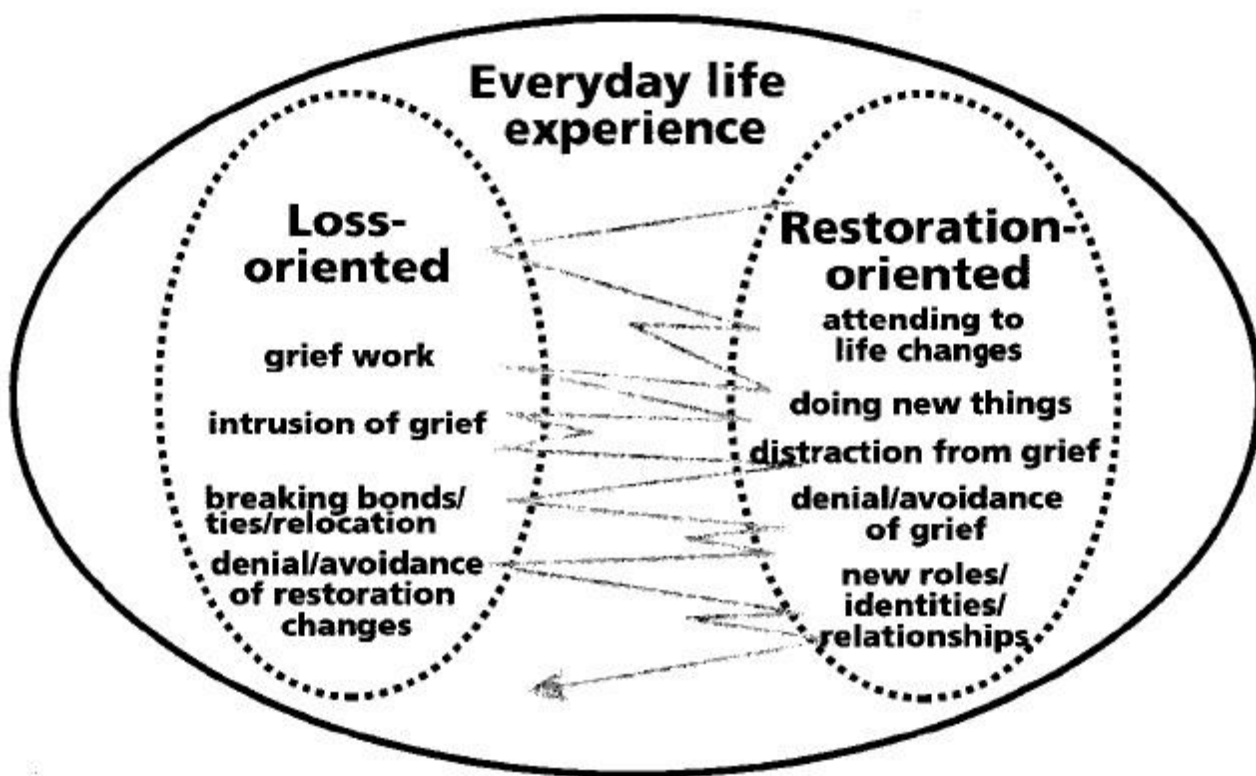 Everyday life
experience
Loss-
oriented
grief work
intrusion of grief
breaking bonds/
ties/relocation
denial/avoidance
of restoration
changes
Restoration-
oriented
attending to
life changes
doing new things
distraction from grief
denial/avoidance
of grief
new roles/
identities/
relationships